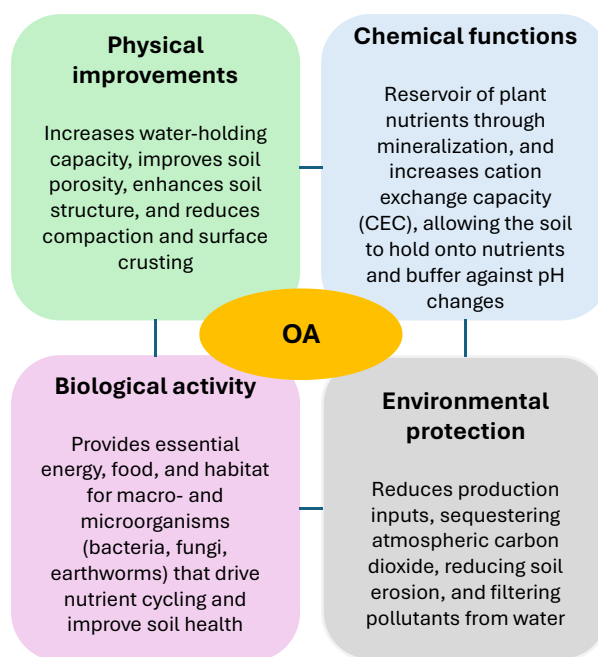 Physical
improvements
Increases water-holding
capacity, improves soil
porosity, enhances soil
structure, and reduces
compaction and surface
crusting
Chemical functions
Reservoir of plant
nutrients through
mineralization, and
increases cation
exchange capacity
(CEC), allowing the soil
to hold onto nutrients
and buffer against pH
changes
OA
Biological activity
Provides essential
energy, food, and habitat
for macro- and
microorganisms
(bacteria, fungi,
earthworms) that drive
nutrient cycling and
improve soil health
Environmental
protection
Reduces production
inputs, sequestering
atmospheric carbon
dioxide, reducing soil
erosion, and filtering
pollutants from water